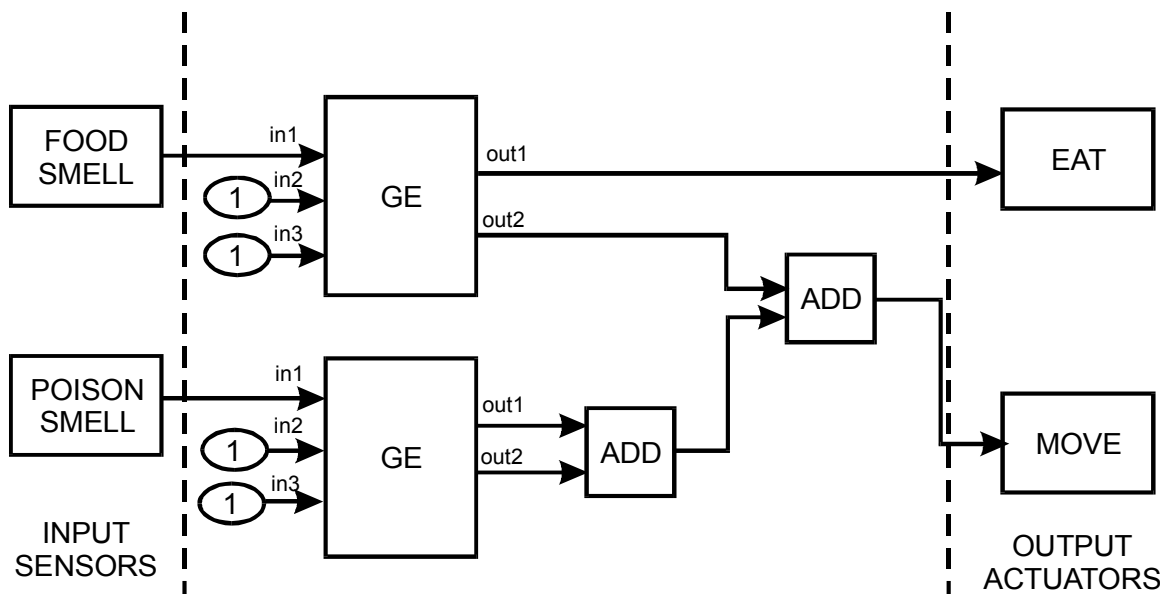 FOOD
SMELL
in1
1
in2
1
in3
GE
out1
out2
EAT
ADD
POISON
SMELL
in1
1
in2
1
in3
GE
out1
out2
ADD
MOVE
INPUT
SENSORS
OUTPUT
ACTUATORS